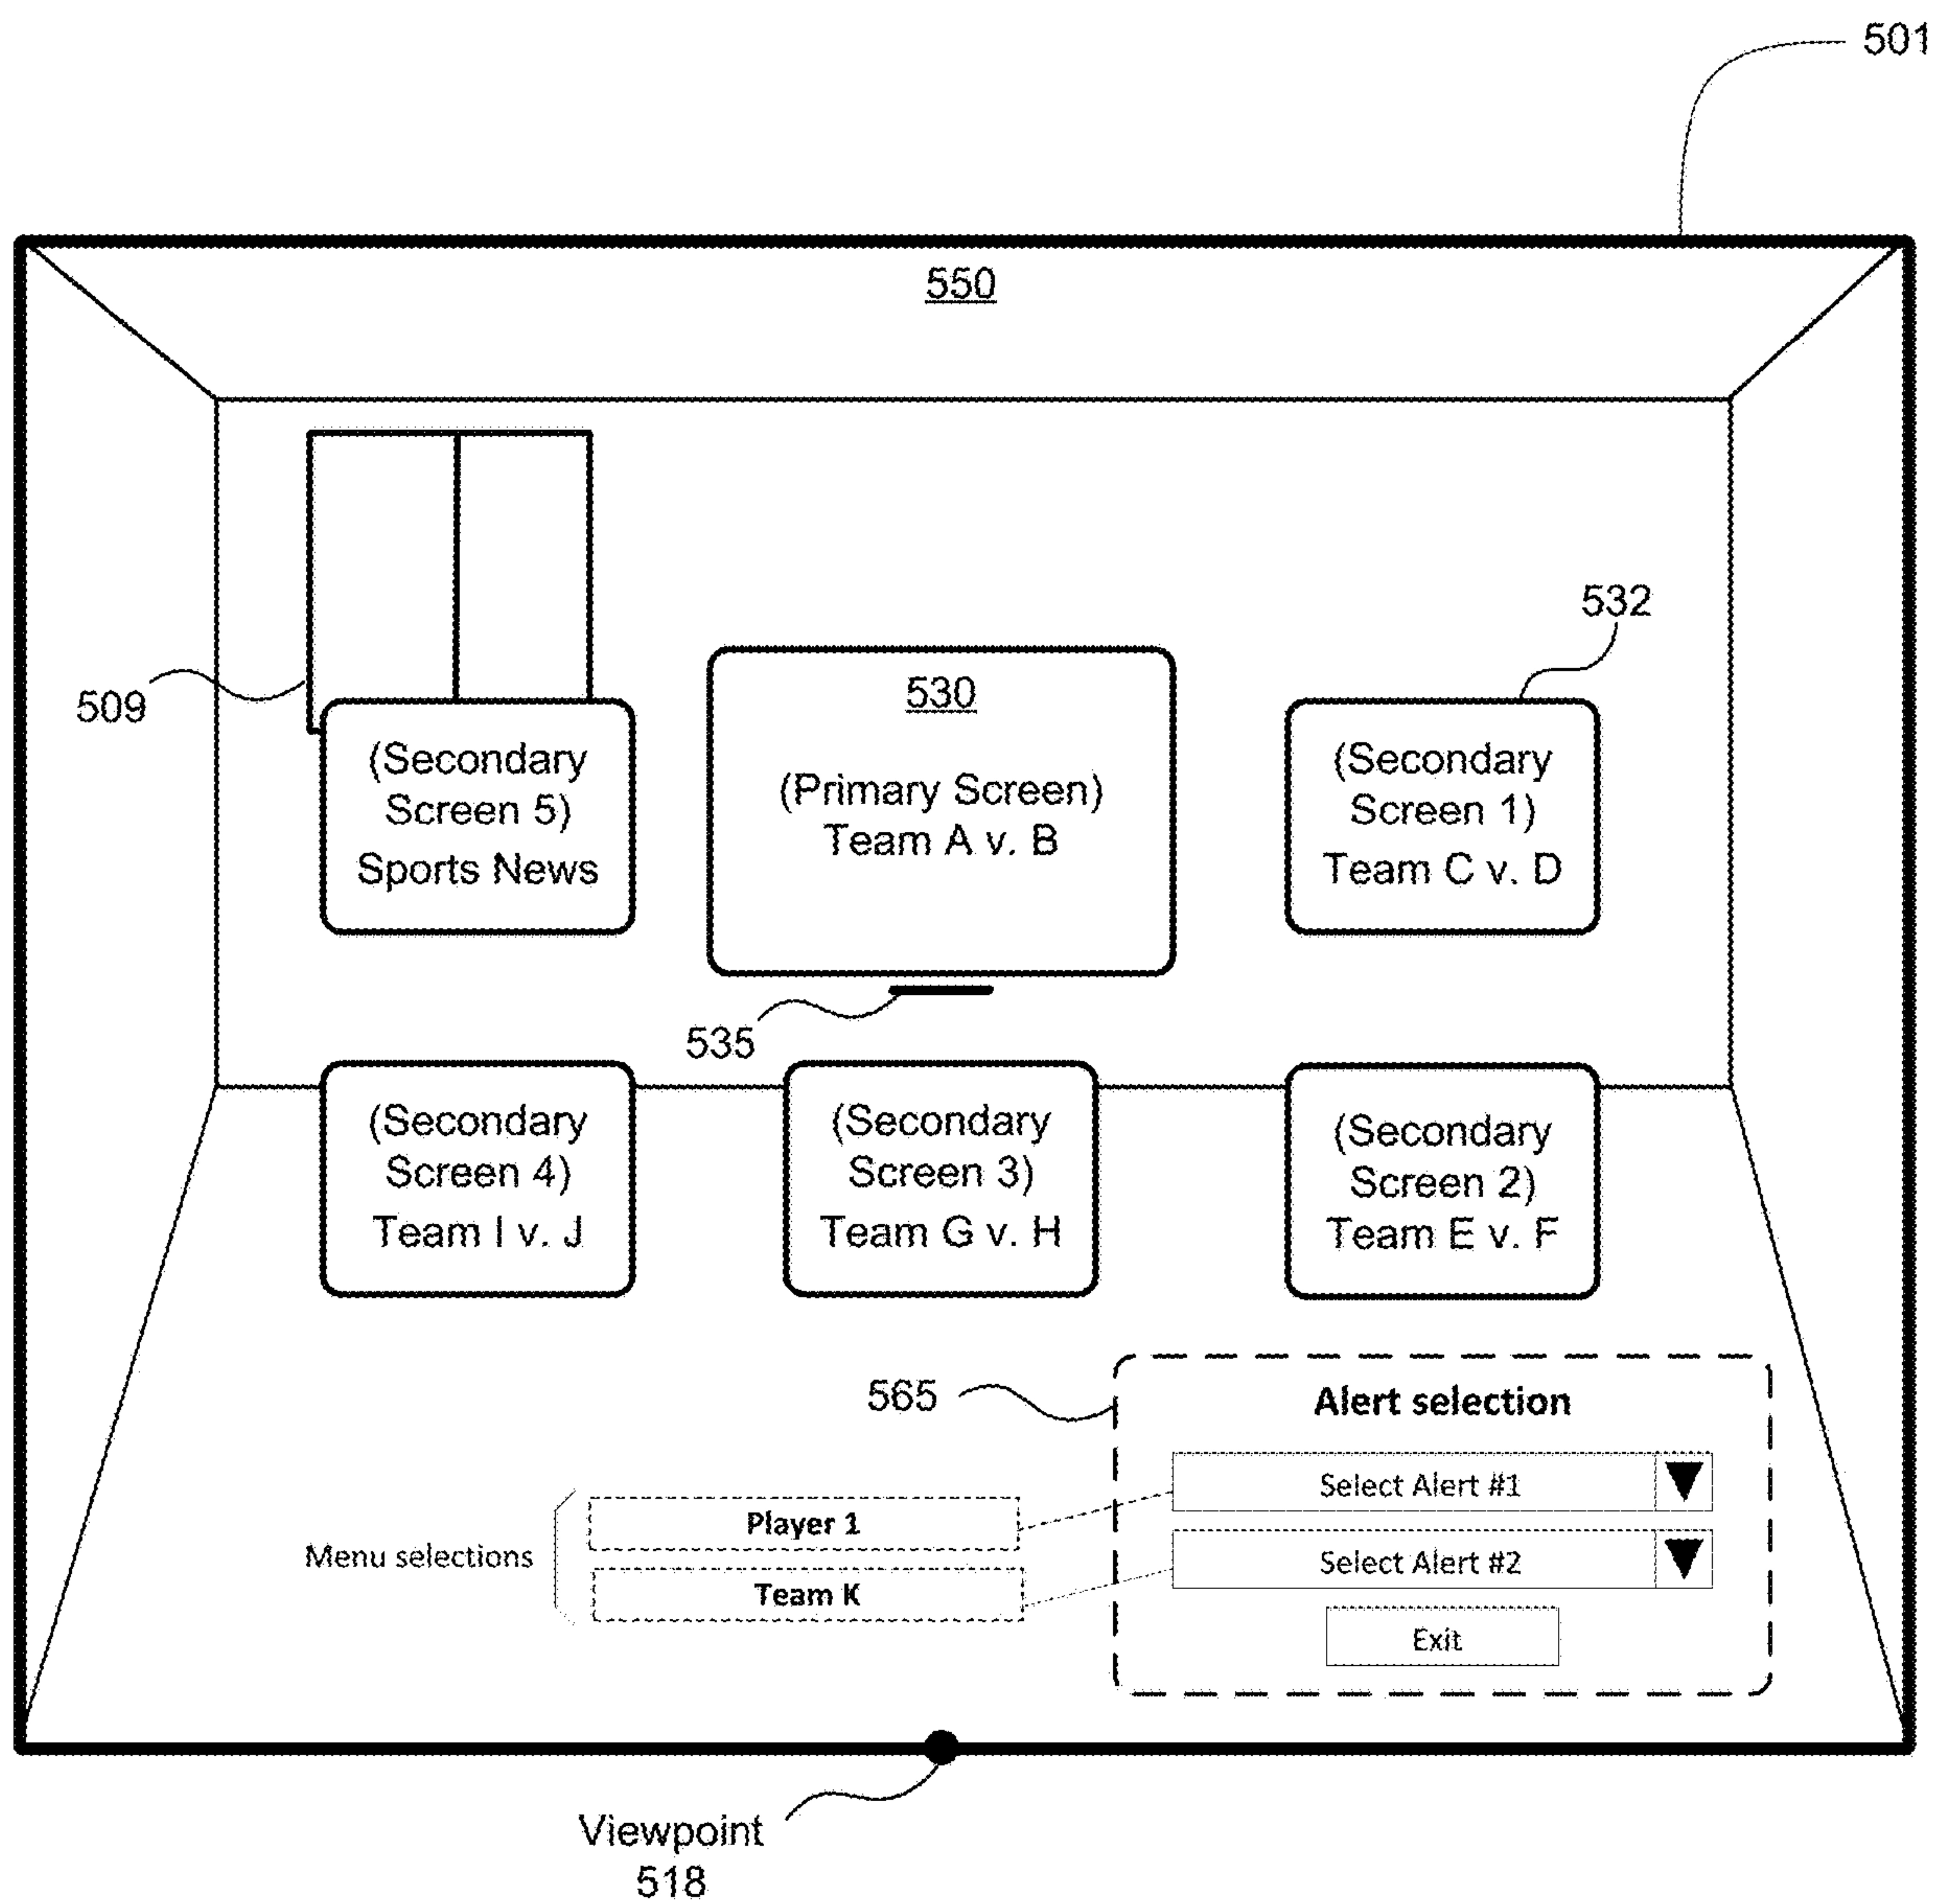 501
550
532
509
530
(Primary Screen)
Team A v. B
(Secondary
Screen 5)
Sports News
(Secondary
Screen 1)
Team C v. D
535
(Secondary
Screen 4)
Team I v. J
(Secondary
Screen 3)
Team G v. H
(Secondary
Screen 2)
Team E v. F
565
Alert selection
Select Alert #1
Select Alert #2
Exit
Menu selections
Player 1
Team K
Viewpoint
518